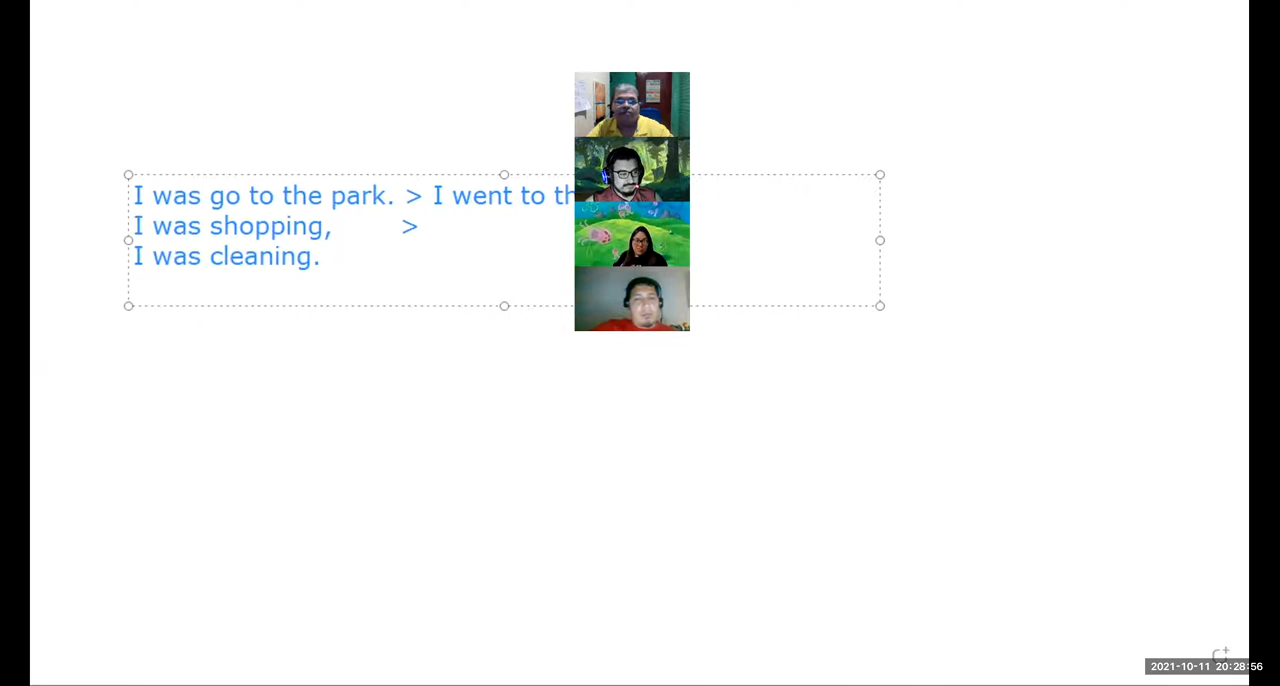 I was go to the park. > I went to th
I was shopping, >
I was cleaning.
2021-10-11 20:28:56